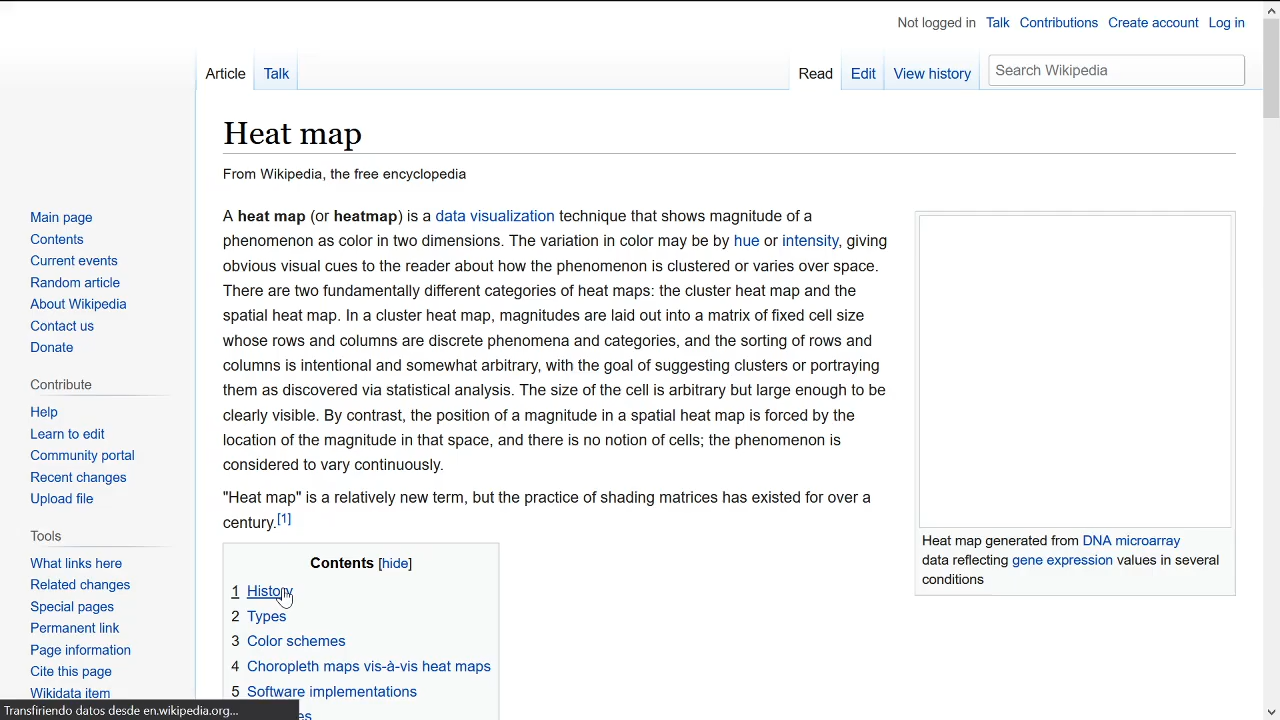 Not logged in Talk Contributions Create account Log in
Article Talk Read Edit View history Search Wikipedia
Heat map
From Wikipedia, the free encyclopedia
Main page
Contents
Current events
Random article
About Wikipedia
Contact us
Donate
Contribute
Help
Learn to edit
Community portal
Recent changes
Upload file
Tools
What links here
Related changes
Special pages
Permanent link
Page information
Cite this page
Wikidata item
A heat map (or heatmap) is a data visualization technique that shows magnitude of a
phenomenon as color in two dimensions. The variation in color may be by hue or intensity, giving
obvious visual cues to the reader about how the phenomenon is clustered or varies over space.
There are two fundamentally different categories of heat maps: the cluster heat map and the
spatial heat map. In a cluster heat map, magnitudes are laid out into a matrix of fixed cell size
whose rows and columns are discrete phenomena and categories, and the sorting of rows and
columns is intentional and somewhat arbitrary, with the goal of suggesting clusters or portraying
them as discovered via statistical analysis. The size of the cell is arbitrary but large enough to be
clearly visible. By contrast, the position of a magnitude in a spatial heat map is forced by the
location of the magnitude in that space, and there is no notion of cells; the phenomenon is
considered to vary continuously.
"Heat map" is a relatively new term, but the practice of shading matrices has existed for over a
century.[1]
Heat map generated from DNA microarray
data reflecting gene expression values in several
conditions
Contents [hide]
1 History
2 Types
3 Color schemes
4 Choropleth maps vis-à-vis heat maps
5 Software implementations
Transfiriendo datos desde en.wikipedia.org...